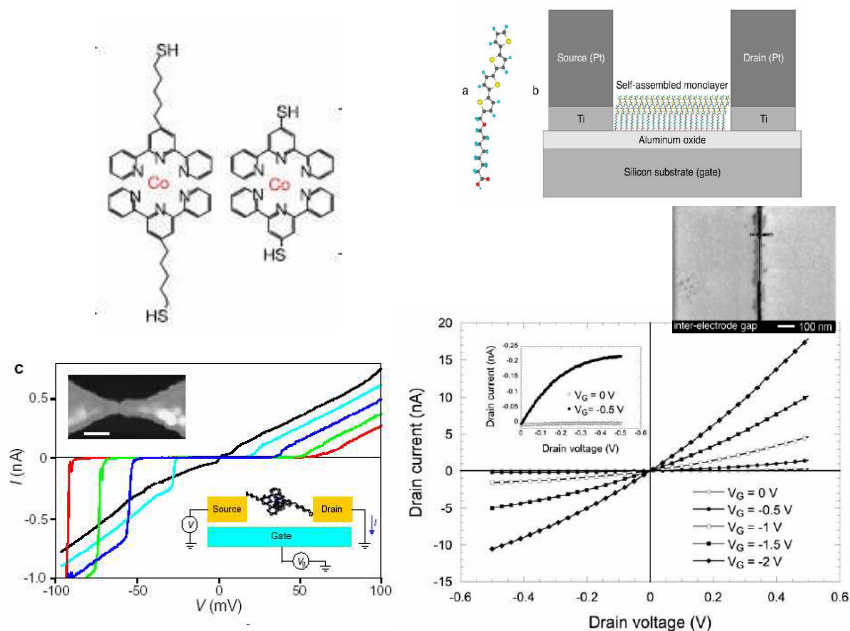 SH
SH
N
N
N
N
N
N
Co
Co
N
N
N
N
N
N
HS
HS
a
b
Source (Pt)
Drain (Pt)
Self-assembled monolayer
Ti
Ti
Aluminum oxide
Silicon substrate (gate)
inter-electrode gap
100 nm
c
0.5
0
-0.5
-1.0
I (nA)
-100
-50
0
50
100
V (mV)
Source
Drain
Gate
V
I
Vg
20
15
10
5
0
-5
-10
-15
Drain current (nA)
-0.6
-0.4
-0.2
0
0.2
0.4
0.6
Drain voltage (V)
-0.25
-0.2
-0.15
-0.1
-0.05
0
Drain current (nA)
VG = 0 V
VG= -0.5 V
0
-0.1
-0.2
-0.3
-0.4
-0.5
-0.6
Drain voltage (V)
VG = 0 V
VG = -0.5 V
VG = -1 V
VG = -1.5 V
VG = -2 V